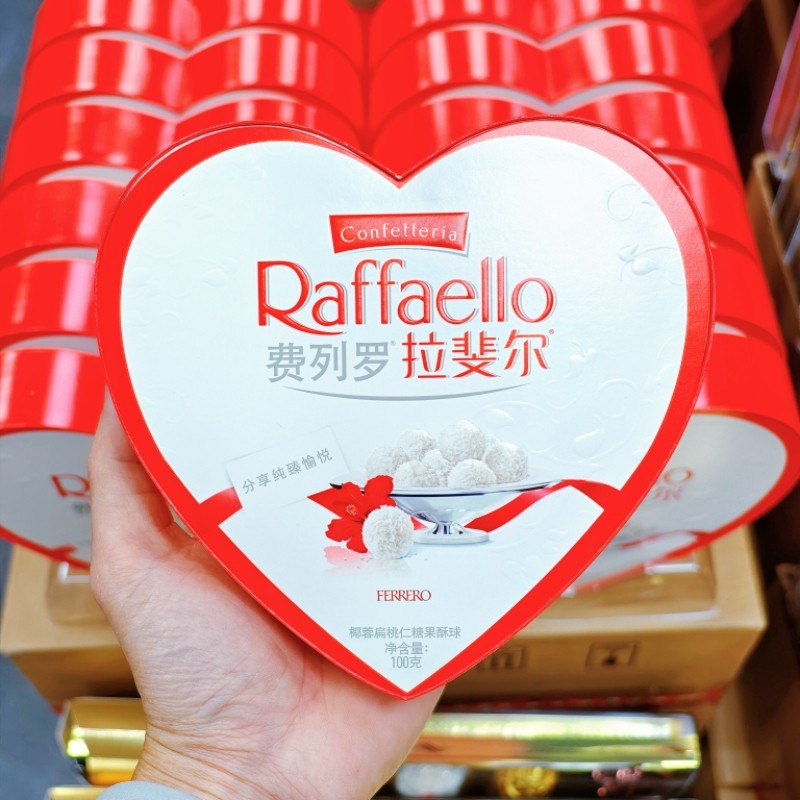 Confetteria
Raffaello
费列罗® 拉斐尔®
分享纯臻愉悦
FERRERO
椰蓉扁桃仁糖果酥球
净含量:
100克